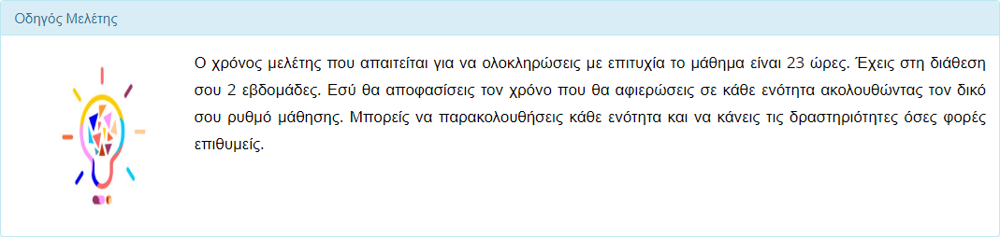 Οδηγός Μελέτης
Ο χρόνος μελέτης που απαιτείται για να ολοκληρώσεις με επιτυχία το μάθημα είναι 23 ώρες. Έχεις στη διάθεση
σου 2 εβδομάδες. Εσύ θα αποφασίσεις τον χρόνο που θα αφιερώσεις σε κάθε ενότητα ακολουθώντας τον δικό
σου ρυθμό μάθησης. Μπορείς να παρακολουθήσεις κάθε ενότητα και να κάνεις τις δραστηριότητες όσες φορές
επιθυμείς.